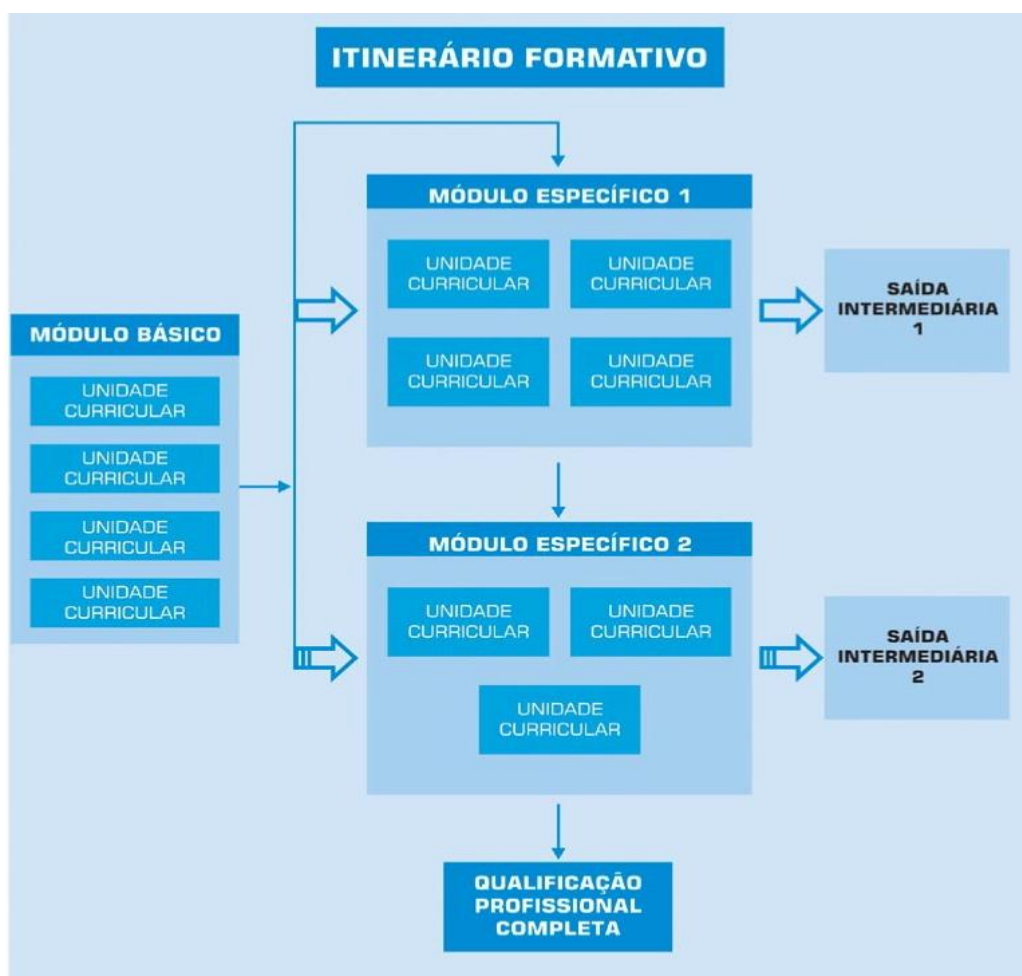 ITINERÁRIO FORMATIVO
MÓDULO BÁSICO
UNIDADE
CURRICULAR
UNIDADE
CURRICULAR
UNIDADE
CURRICULAR
UNIDADE
CURRICULAR
MÓDULO ESPECÍFICO 1
UNIDADE
CURRICULAR
UNIDADE
CURRICULAR
UNIDADE
CURRICULAR
UNIDADE
CURRICULAR
SAÍDA
INTERMEDIÁRIA
1
MÓDULO ESPECÍFICO 2
UNIDADE
CURRICULAR
UNIDADE
CURRICULAR
UNIDADE
CURRICULAR
SAÍDA
INTERMEDIÁRIA
2
QUALIFICAÇÃO
PROFISSIONAL
COMPLETA